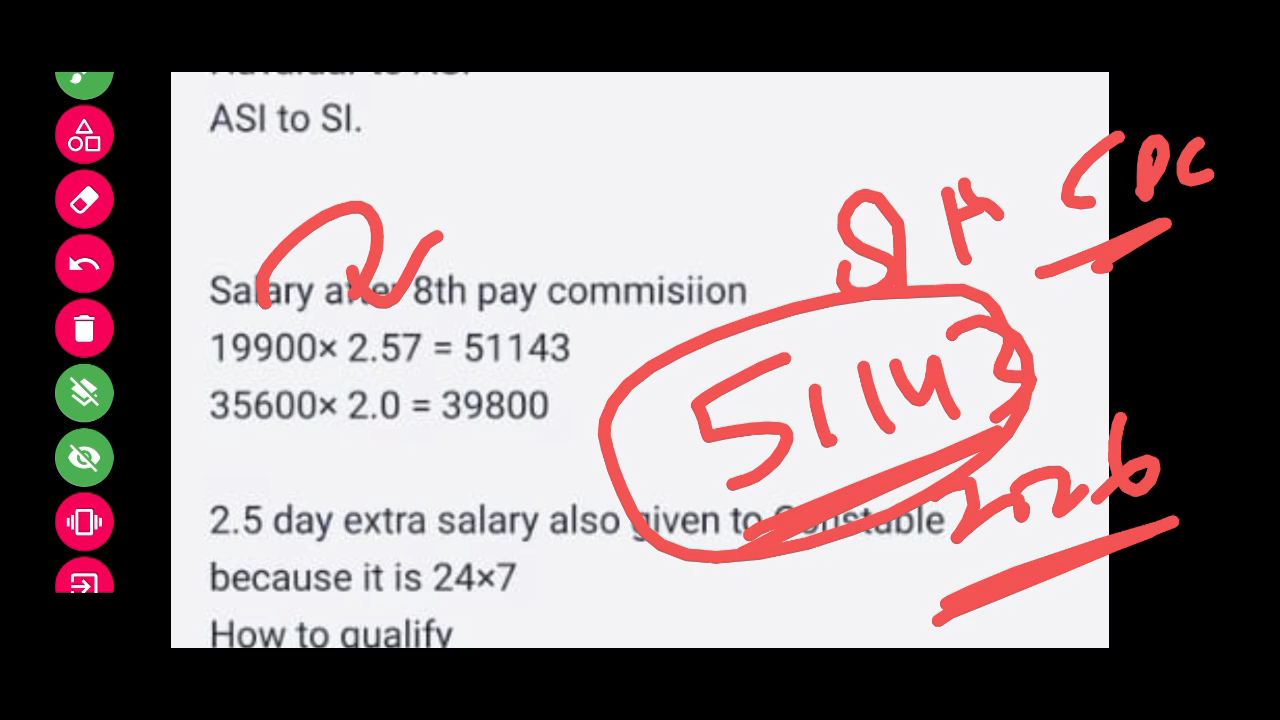 ASI to SI.
8th CPC
Salary after 8th pay commisiion
19900× 2.57 = 51143
51143
35600× 2.0 = 39800
2026
2.5 day extra salary also given to Constable
because it is 24×7
How to qualify